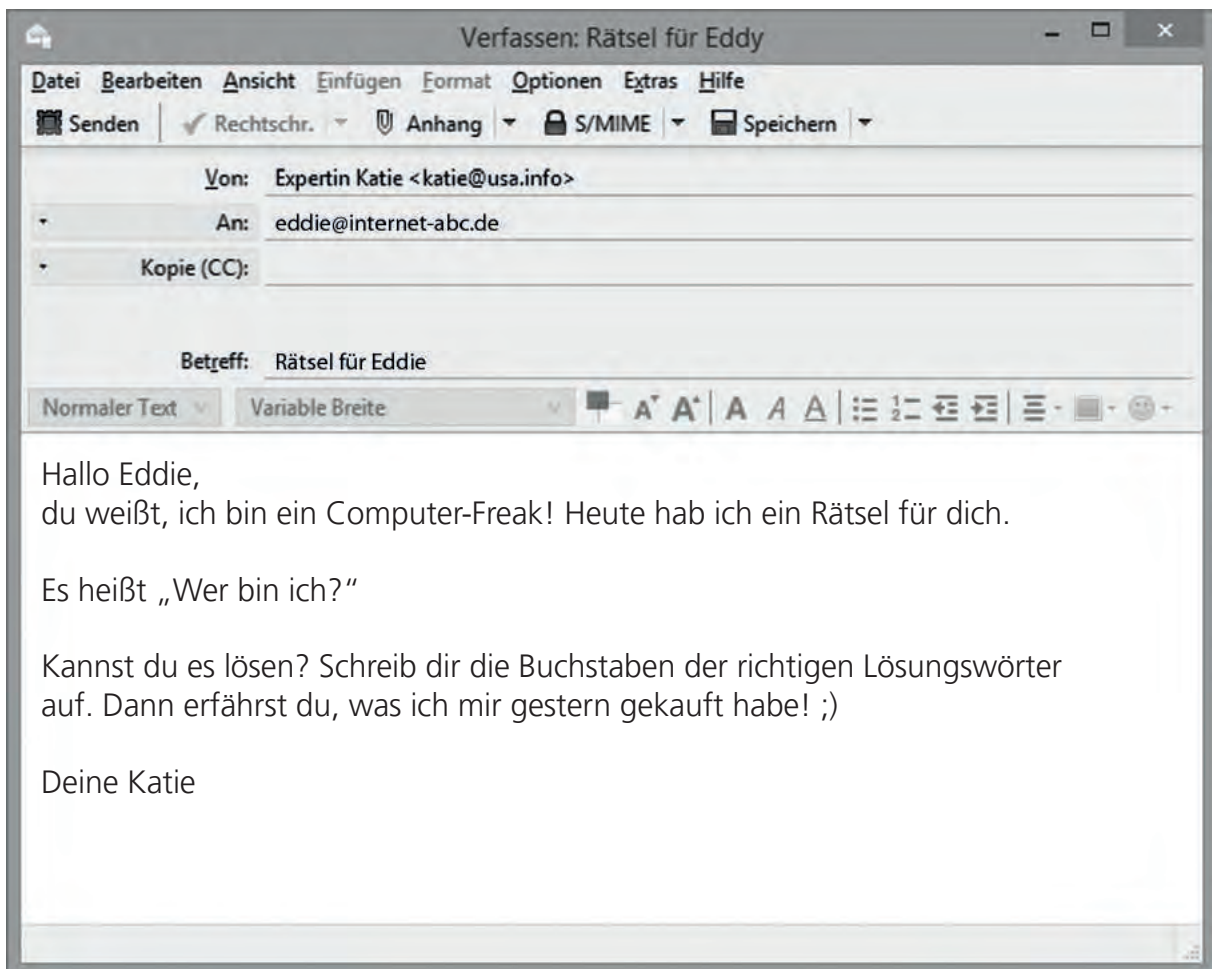 Verfassen: Rätsel für Eddy
Datei Bearbeiten Ansicht Einfügen Format Optionen Extras Hilfe
Senden Rechtschr. Anhang S/MIME Speichern
Von: Expertin Katie <katie@usa.info>
An: eddie@internet-abc.de
Kopie (CC):
Betreff: Rätsel für Eddie
Normaler Text Variable Breite
Hallo Eddie,
du weißt, ich bin ein Computer-Freak! Heute hab ich ein Rätsel für dich.
Es heißt „Wer bin ich?“
Kannst du es lösen? Schreib dir die Buchstaben der richtigen Lösungswörter
auf. Dann erfährst du, was ich mir gestern gekauft habe! ;)
Deine Katie